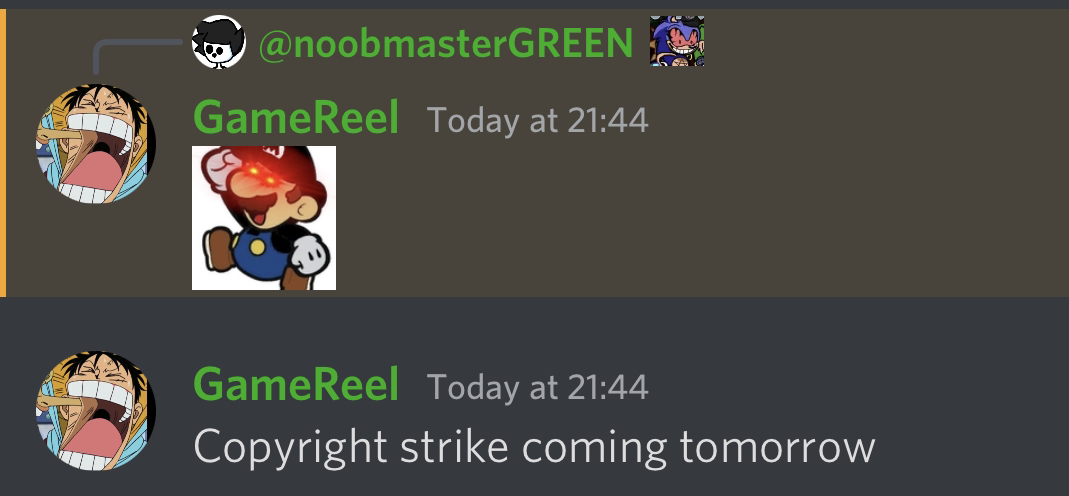 @noobmasterGREEN
GameReel Today at 21:44
GameReel Today at 21:44
Copyright strike coming tomorrow